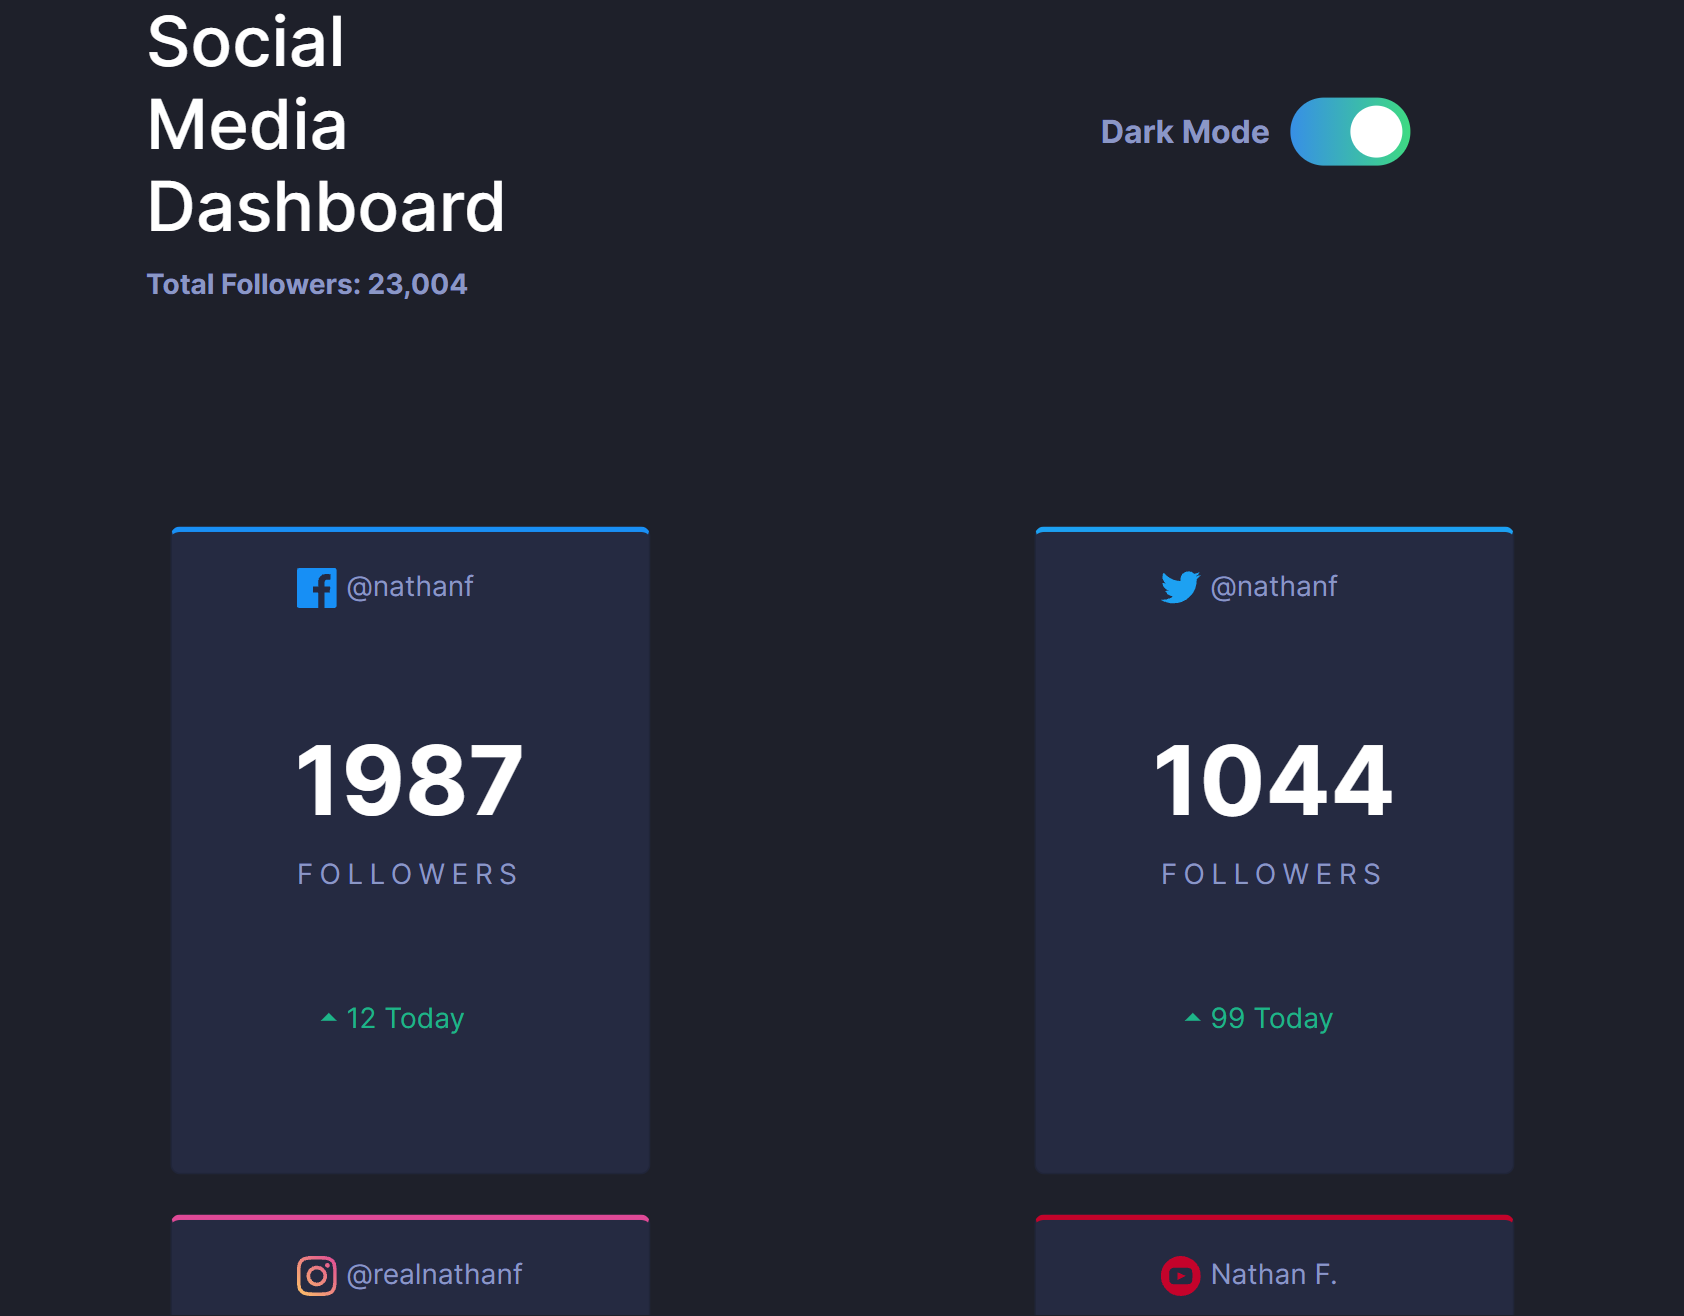 Social
Media
Dashboard
Total Followers: 23,004
Dark Mode
@nathanf
1987
FOLLOWERS
12 Today
@nathanf
1044
FOLLOWERS
99 Today
@realnathanf
Nathan F.